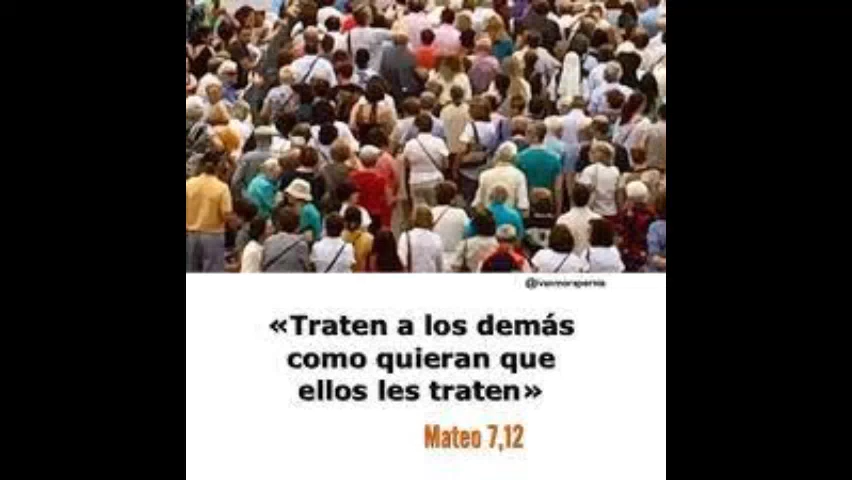 «Traten a los demás
como quieran que
ellos les traten»
Mateo 7,12